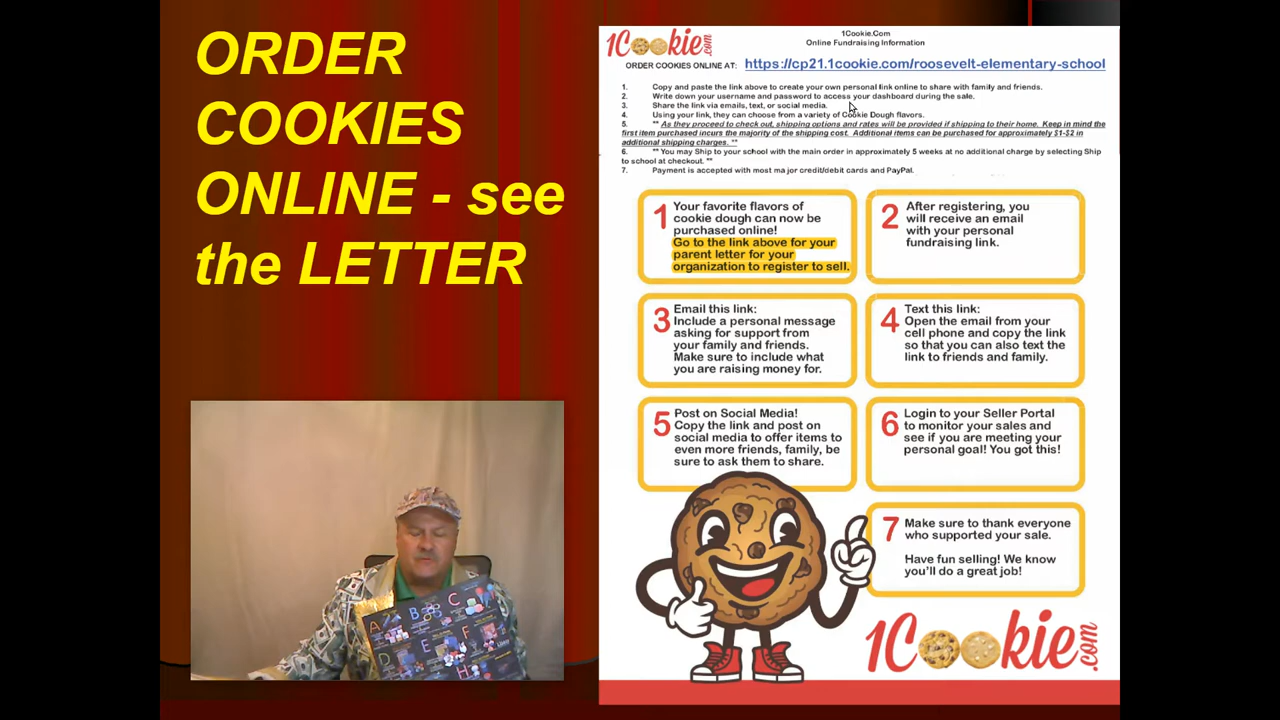 ORDER
COOKIES
ONLINE - see
the LETTER
1Cookie.com
1Cookie.Com
Online Fundraising Information
ORDER COOKIES ONLINE AT: https://cp21.1cookie.com/roosevelt-elementary-school
1. Copy and paste the link above to create your own personal link online to share with family and friends.
2. Write down your username and password to access your dashboard during the sale.
3. Share the link via emails, text, or social media.
4. Using your link, they can choose from a variety of Cookie Dough flavors.
5. ** As they proceed to check out, shipping options and rates will be provided if shipping to their home. Keep in mind the
first item purchased incurs the majority of the shipping cost. Additional items can be purchased for approximately $1-$2 in
additional shipping charges. **
6. ** You may Ship to your school with the main order in approximately 5 weeks at no additional charge by selecting Ship
to school at checkout. **
7. Payment is accepted with most major credit/debit cards and PayPal.
1 Your favorite flavors of
cookie dough can now be
purchased online!
Go to the link above for your
parent letter for your
organization to register to sell.
2 After registering, you
will receive an email
with your personal
fundraising link.
3 Email this link:
Include a personal message
asking for support from
your family and friends.
Make sure to include what
you are raising money for.
4 Text this link:
Open the email from your
cell phone and copy the link
so that you can also text the
link to friends and family.
5 Post on Social Media!
Copy the link and post on
social media to offer items to
even more friends, family, be
sure to ask them to share.
6 Login to your Seller Portal
to monitor your sales and
see if you are meeting your
personal goal! You got this!
7 Make sure to thank everyone
who supported your sale.
Have fun selling! We know
you'll do a great job!
1Cookie.com
A B C
D E F
H